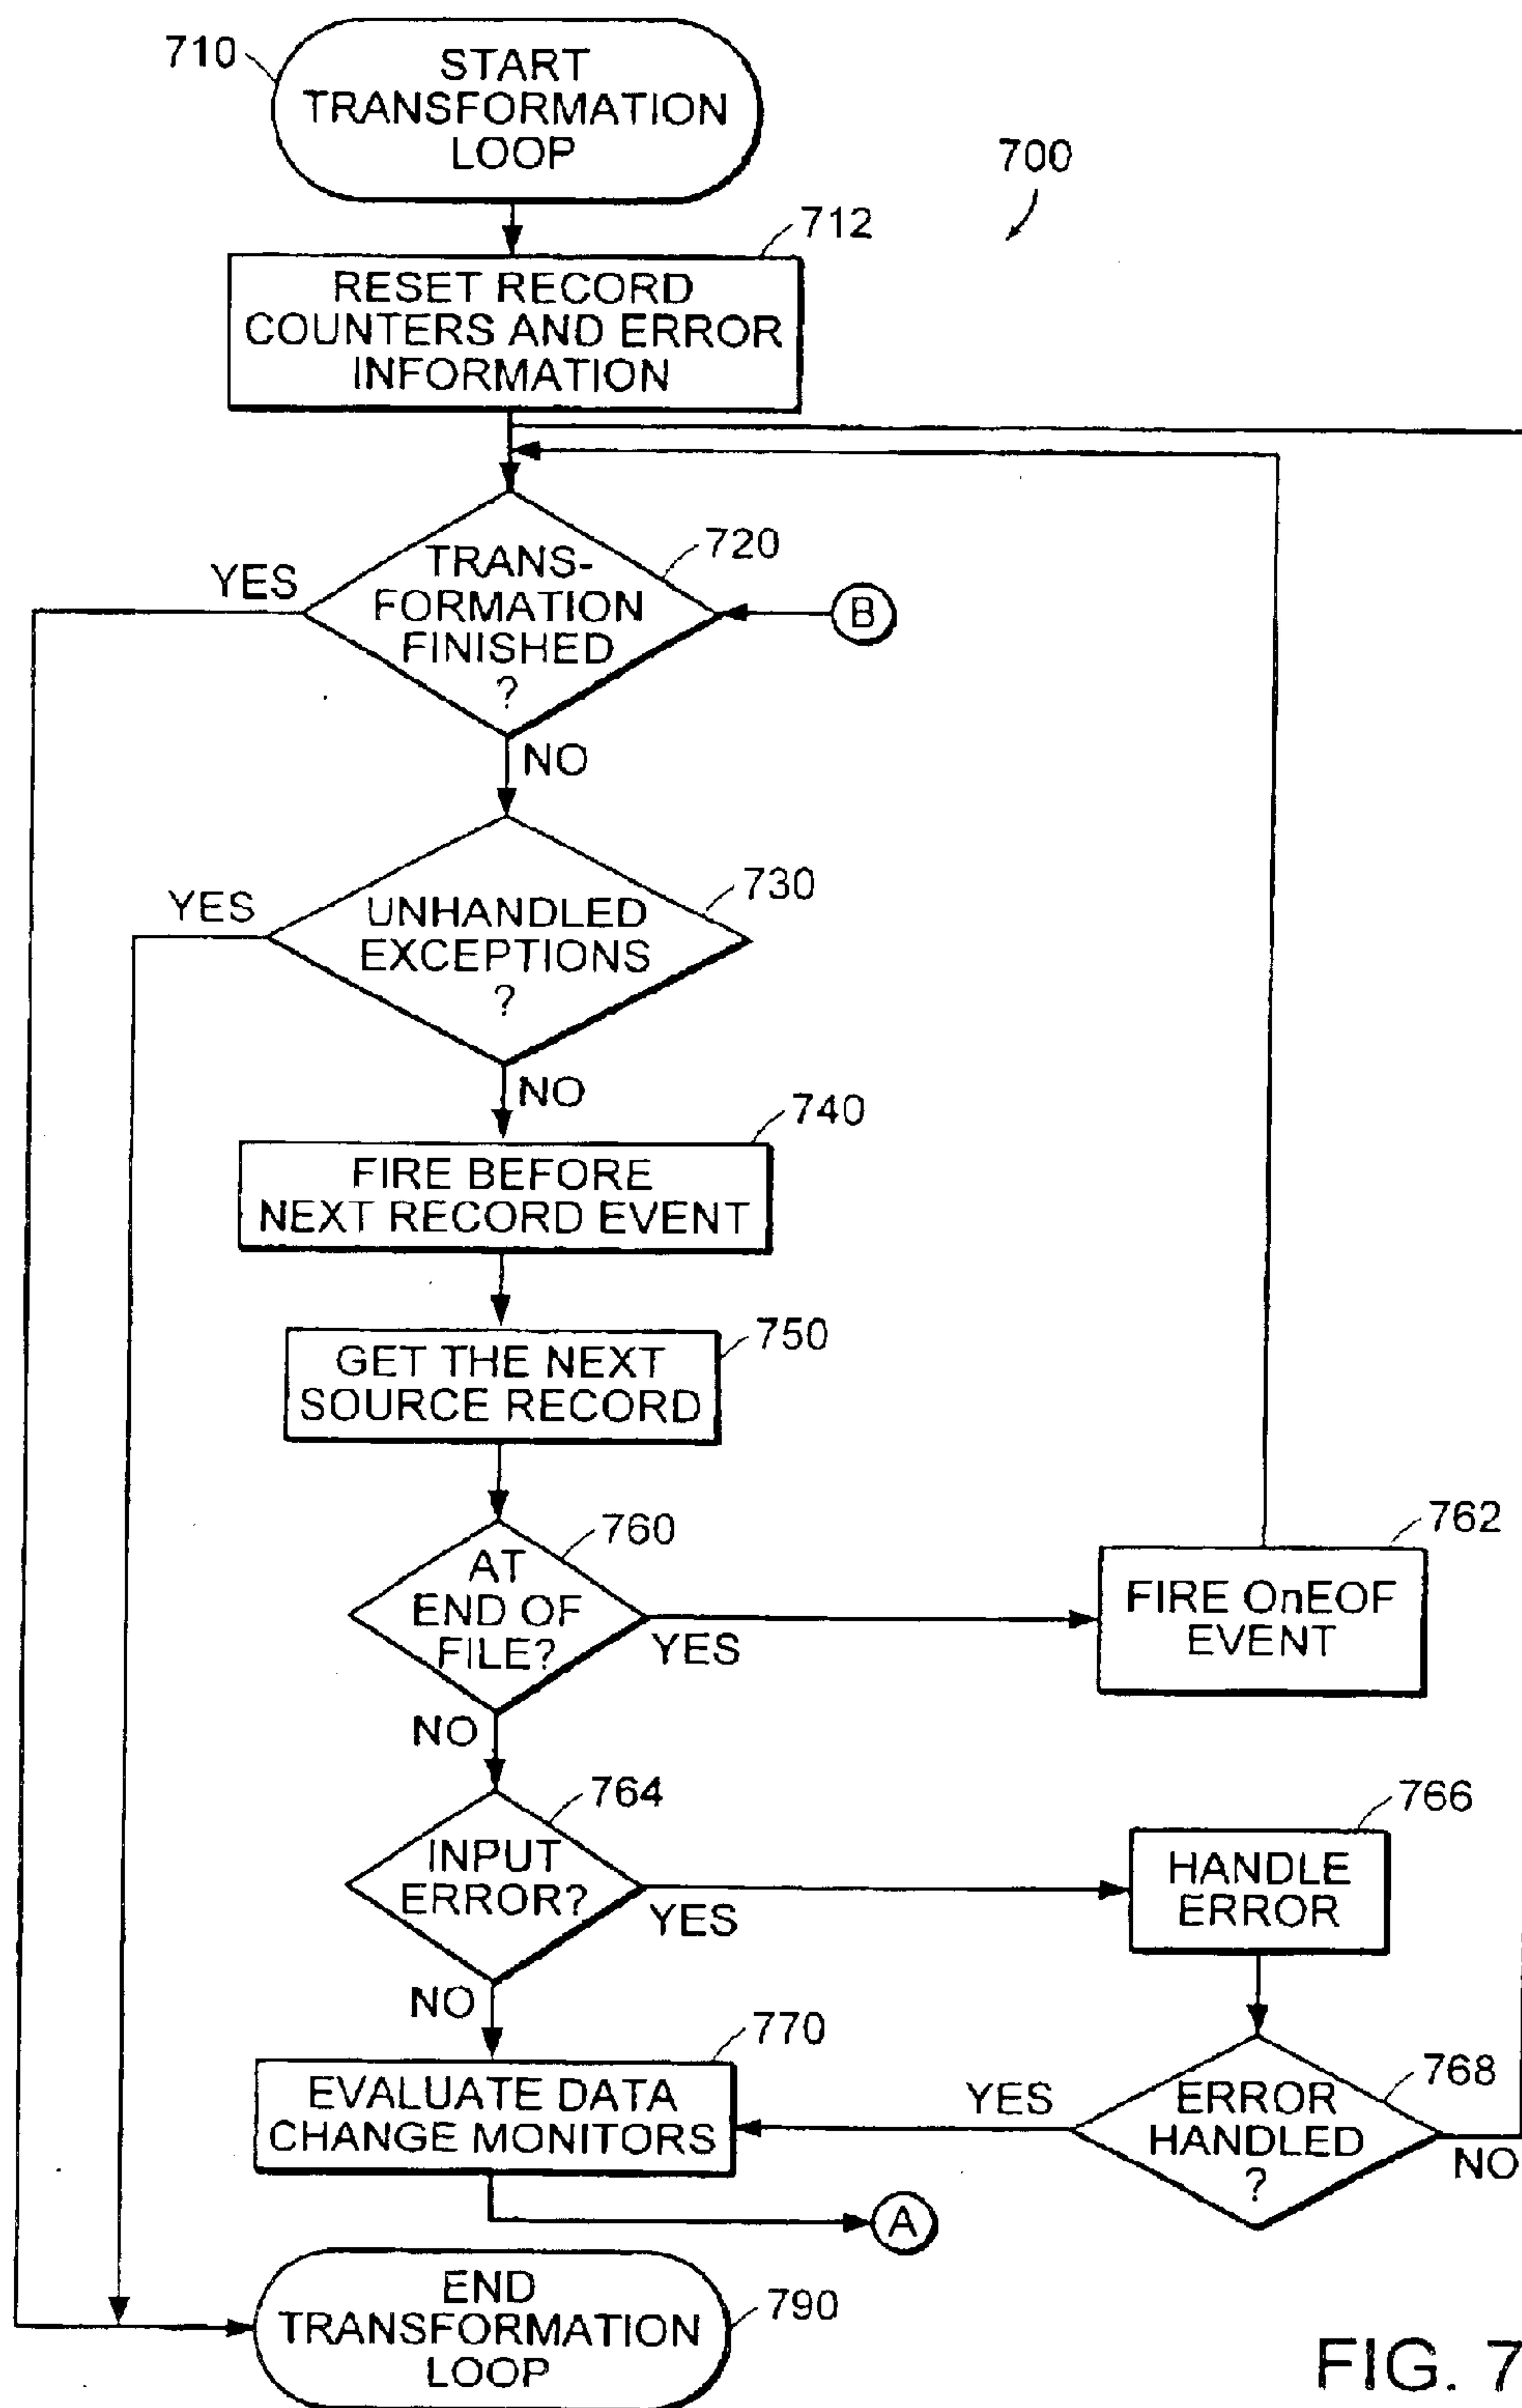 710
START
TRANSFORMATION
LOOP
700
712
RESET RECORD
COUNTERS AND ERROR
INFORMATION
720
YES
TRANS-
FORMATION
FINISHED
?
B
NO
730
YES
UNHANDLED
EXCEPTIONS
?
NO
740
FIRE BEFORE
NEXT RECORD EVENT
750
GET THE NEXT
SOURCE RECORD
760
AT
END OF
FILE?
YES
762
FIRE OnEOF
EVENT
NO
764
INPUT
ERROR?
YES
766
HANDLE
ERROR
NO
770
EVALUATE DATA
CHANGE MONITORS
YES
768
ERROR
HANDLED
?
NO
A
END
TRANSFORMATION
LOOP
790
FIG. 7